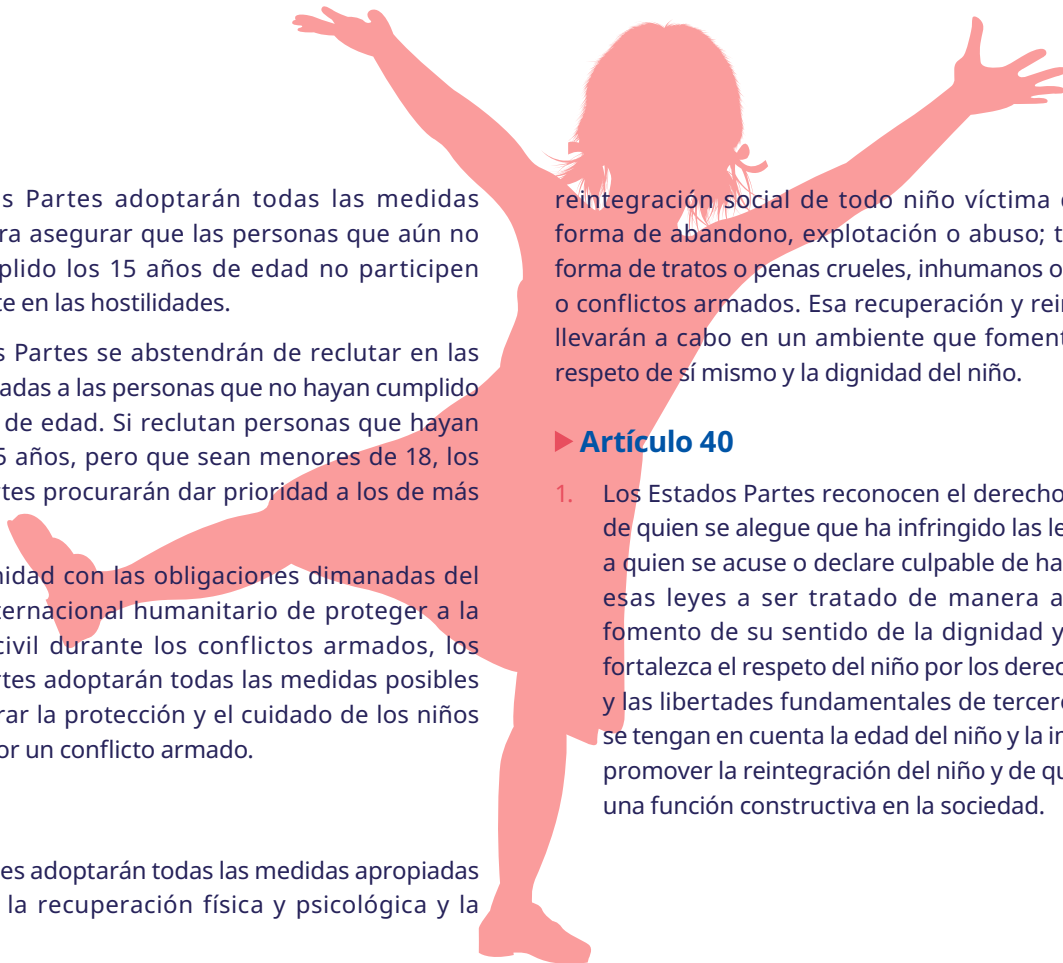 s Partes adoptarán todas las medidas
ra asegurar que las personas que aún no
plido los 15 años de edad no participen
te en las hostilidades.
s Partes se abstendrán de reclutar en las
adas a las personas que no hayan cumplido
de edad. Si reclutan personas que hayan
5 años, pero que sean menores de 18, los
rtes procurarán dar prioridad a los de más
nidad con las obligaciones dimanadas del
ternacional humanitario de proteger a la
civil durante los conflictos armados, los
rtes adoptarán todas las medidas posibles
rar la protección y el cuidado de los niños
or un conflicto armado.
es adoptarán todas las medidas apropiadas
la recuperación física y psicológica y la
reintegración social de todo niño víctima
forma de abandono, explotación o abuso; t
forma de tratos o penas crueles, inhumanos o
o conflictos armados. Esa recuperación y rei
llevarán a cabo en un ambiente que foment
respeto de sí mismo y la dignidad del niño.
Artículo 40
1. Los Estados Partes reconocen el derecho
de quien se alegue que ha infringido las le
a quien se acuse o declare culpable de ha
esas leyes a ser tratado de manera a
fomento de su sentido de la dignidad y
fortalezca el respeto del niño por los derec
y las libertades fundamentales de tercer
se tengan en cuenta la edad del niño y la i
promover la reintegración del niño y de qu
una función constructiva en la sociedad.